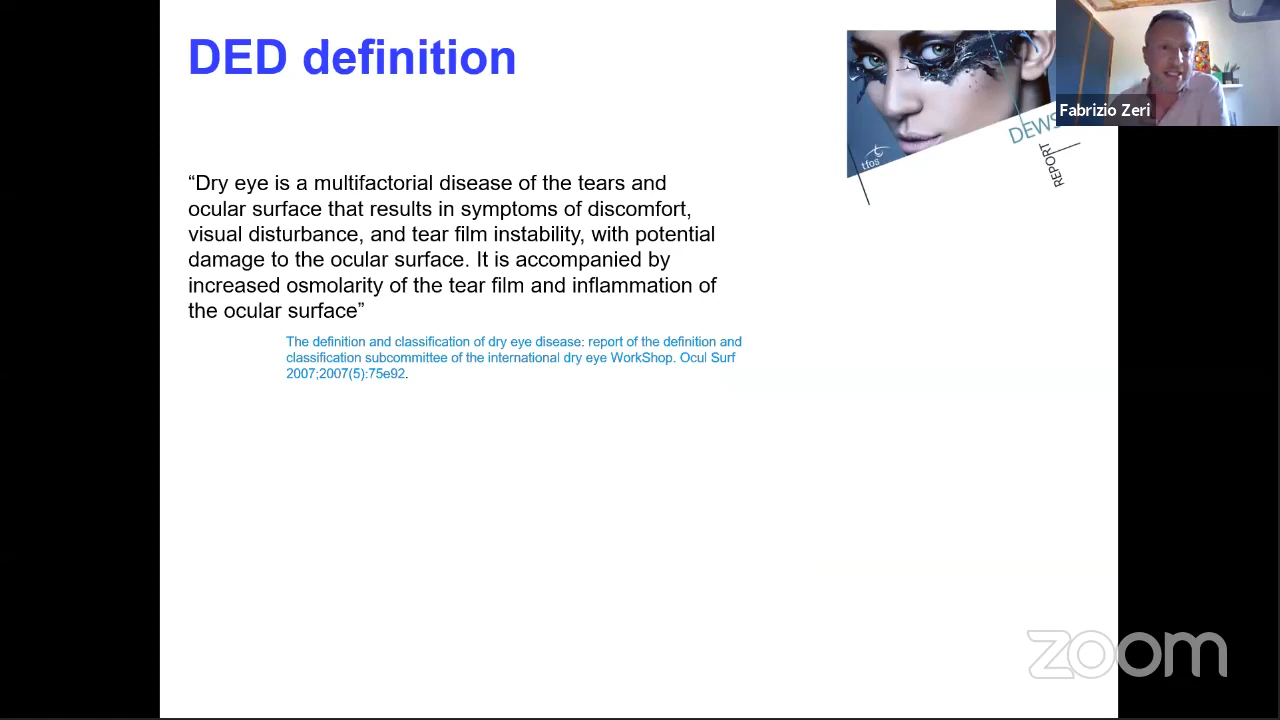 DED definition
“Dry eye is a multifactorial disease of the tears and
ocular surface that results in symptoms of discomfort,
visual disturbance, and tear film instability, with potential
damage to the ocular surface. It is accompanied by
increased osmolarity of the tear film and inflammation of
the ocular surface”
The definition and classification of dry eye disease: report of the definition and
classification subcommittee of the international dry eye WorkShop. Ocul Surf
2007;2007(5):75e92.
tfos
DEWS
REPORT
Fabrizio Zeri
zoom